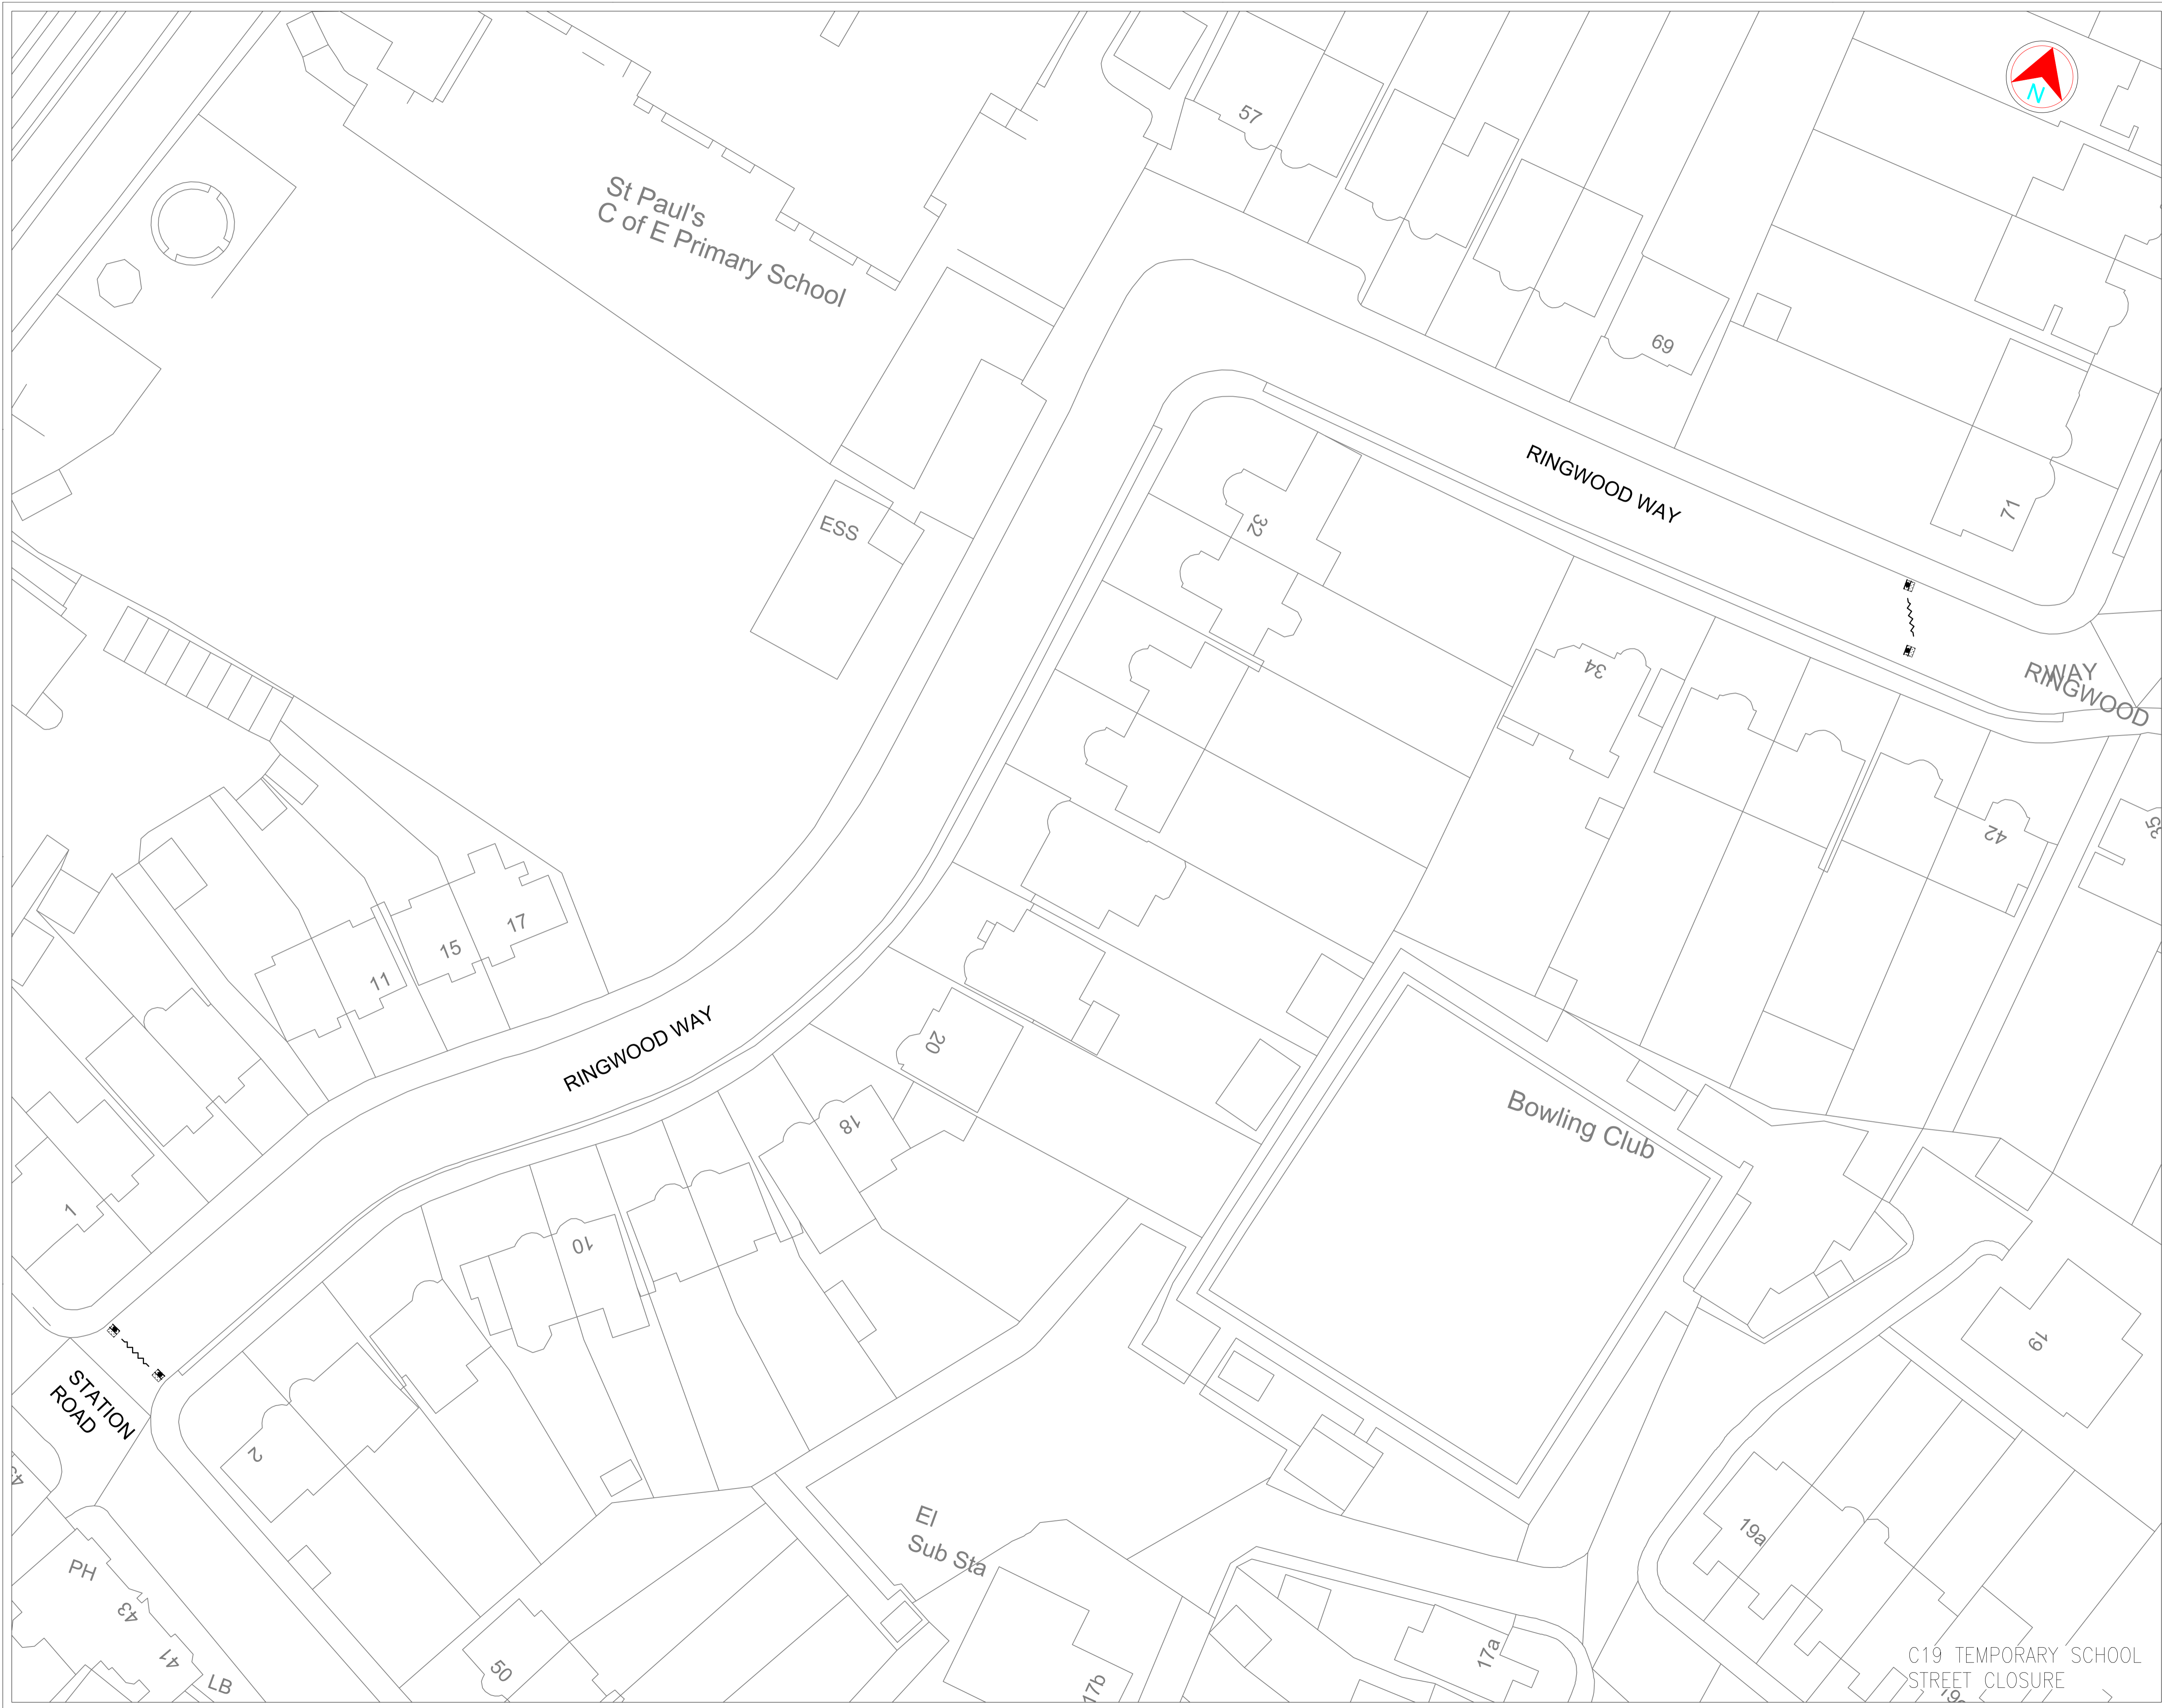 N
57
St Paul's
C of E Primary School
69
RINGWOOD WAY
71
32
ESS
34
WAY
RINGWOOD
42
35
17
15
11
RINGWOOD WAY
20
18
Bowling Club
1
10
19
STATION
ROAD
2
El
Sub Sta
19a
PH
43
41
LB
50
17b
17a
C19 TEMPORARY SCHOOL
STREET CLOSURE